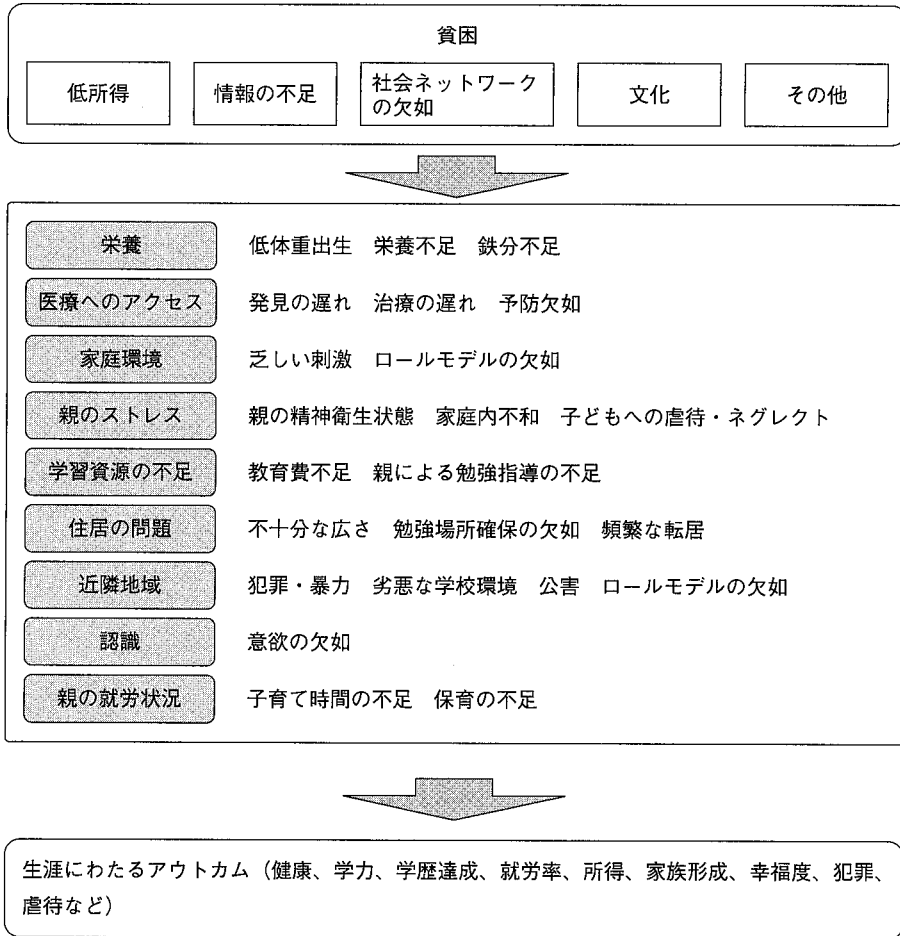 貧困
低所得
情報の不足
社会ネットワーク
の欠如
文化
その他
栄養
低体重出生 栄養不足 鉄分不足
医療へのアクセス
発見の遅れ 治療の遅れ 予防欠如
家庭環境
乏しい刺激 ロールモデルの欠如
親のストレス
親の精神衛生状態 家庭内不和 子どもへの虐待・ネグレクト
学習資源の不足
教育費不足 親による勉強指導の不足
住居の問題
不十分な広さ 勉強場所確保の欠如 頻繁な転居
近隣地域
犯罪・暴力 劣悪な学校環境 公害 ロールモデルの欠如
認識
意欲の欠如
親の就労状況
子育て時間の不足 保育の不足
生涯にわたるアウトカム（健康、学力、学歴達成、就労率、所得、家族形成、幸福度、犯罪、
虐待など）